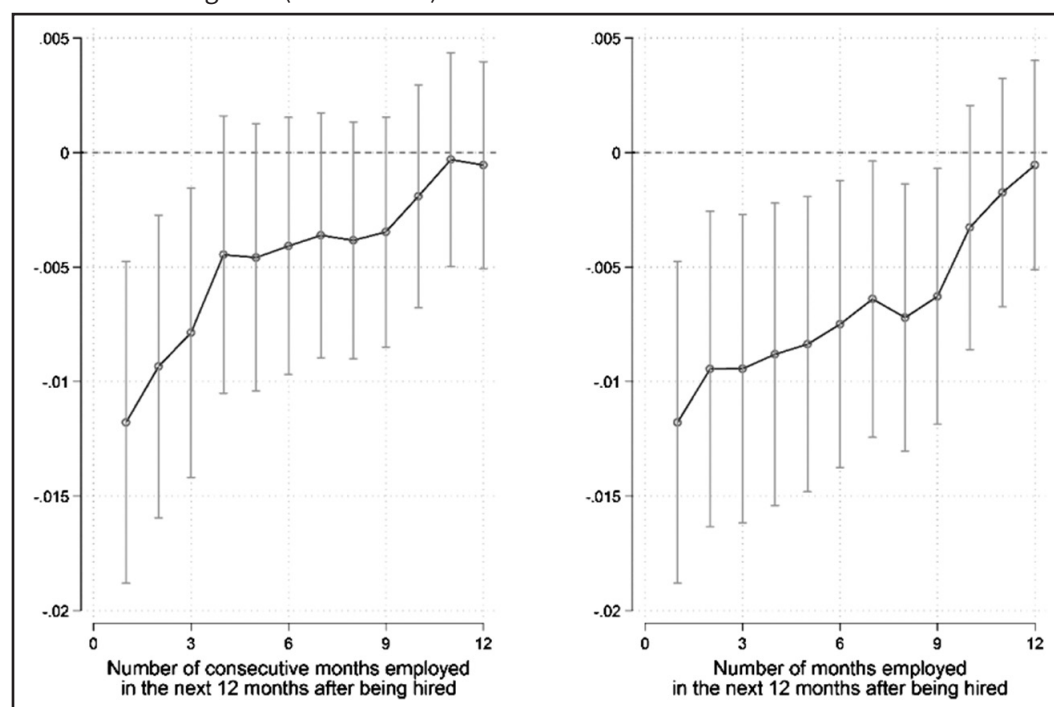 .005
0
-.005
-.01
-.015
-.02
0 3 6 9 12
Number of consecutive months employed
in the next 12 months after being hired
.005
0
-.005
-.01
-.015
-.02
0 3 6 9 12
Number of months employed
in the next 12 months after being hired